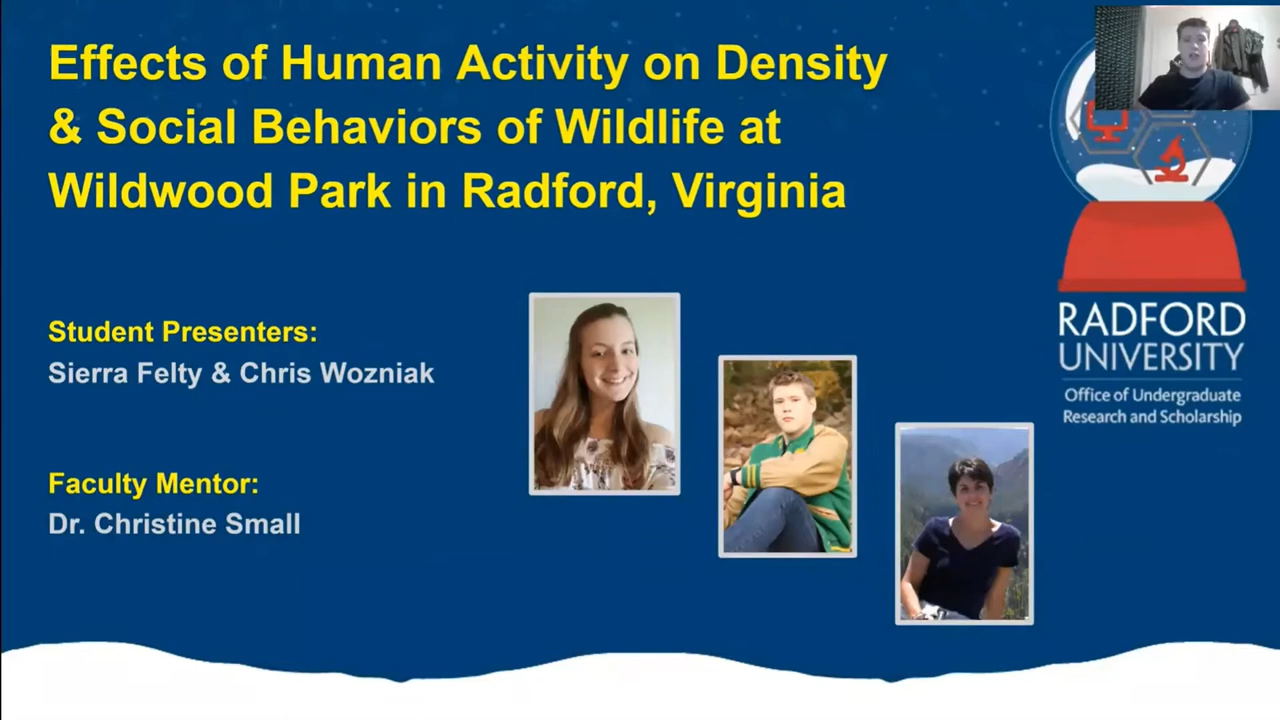 Effects of Human Activity on Density
& Social Behaviors of Wildlife at
Wildwood Park in Radford, Virginia
Student Presenters:
Sierra Felty & Chris Wozniak
Faculty Mentor:
Dr. Christine Small
RADFORD
UNIVERSITY
Office of Undergraduate
Research and Scholarship